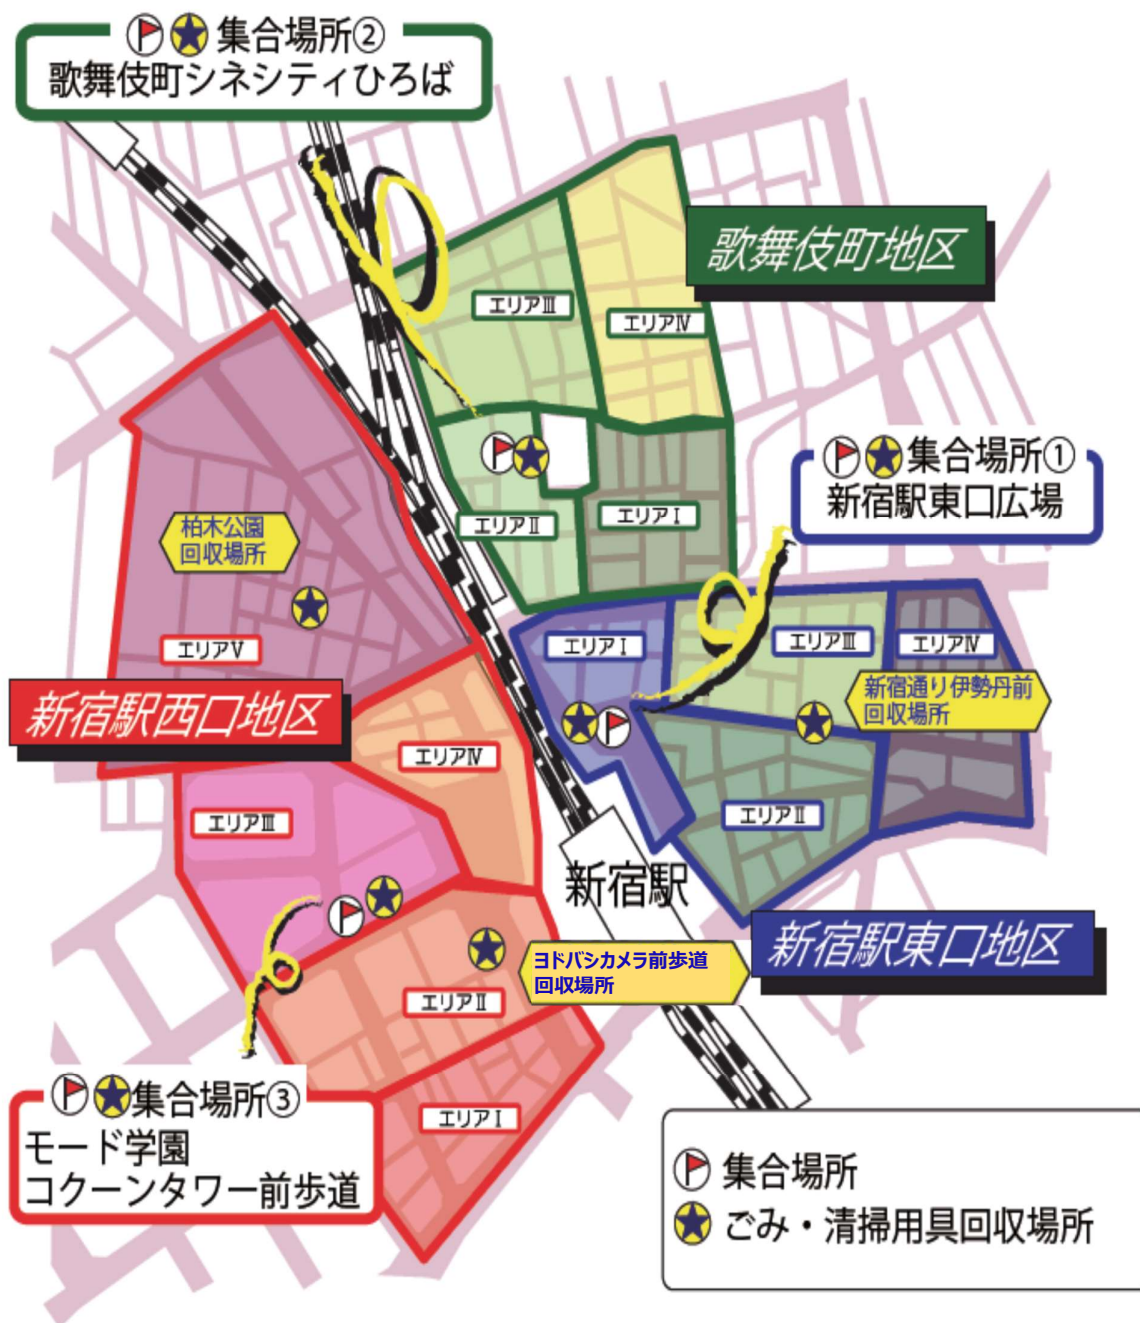 集合場所②
歌舞伎町シネシティひろば
歌舞伎町地区
エリアⅢ
エリアⅣ
集合場所①
新宿駅東口広場
エリアⅡ
エリアⅠ
柏木公園
回収場所
エリアⅤ
エリアⅠ
エリアⅢ
エリアⅣ
新宿通り伊勢丹前
回収場所
新宿駅西口地区
エリアⅣ
エリアⅢ
エリアⅡ
新宿駅
新宿駅東口地区
ヨドバシカメラ前歩道
回収場所
エリアⅡ
エリアⅠ
集合場所③
モード学園
コクーンタワー前歩道
集合場所
ごみ・清掃用具回収場所